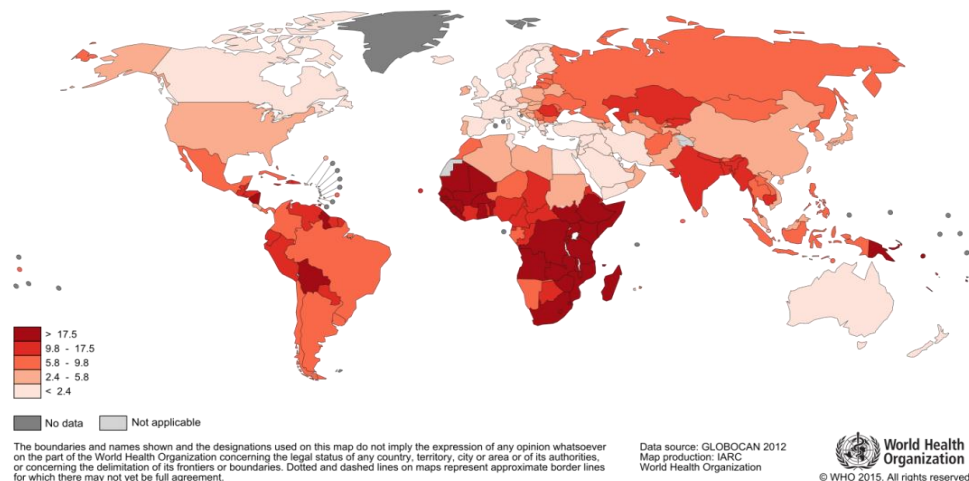 > 17.5
9.8 - 17.5
5.8 - 9.8
2.4 - 5.8
< 2.4
No data
Not applicable
The boundaries and names shown and the designations used on this map do not imply the expression of any opinion whatsoever
on the part of the World Health Organization concerning the legal status of any country, territory, city or area or of its authorities,
or concerning the delimitation of its frontiers or boundaries. Dotted and dashed lines on maps represent approximate border lines
for which there may not yet be full agreement.
Data source: GLOBOCAN 2012
Map production: IARC
World Health Organization
World Health
Organization
© WHO 2015. All rights reserved